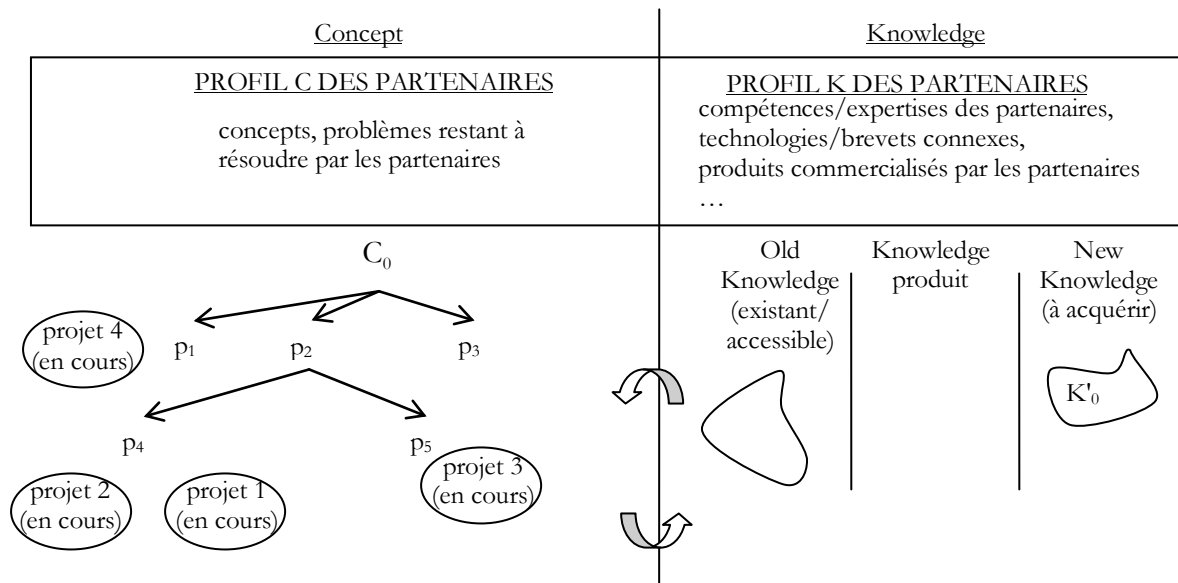 Concept
Knowledge
PROFIL C DES PARTENAIRES
concepts, problèmes restant à
résoudre par les partenaires
PROFIL K DES PARTENAIRES
compétences/expertises des partenaires,
technologies/brevets connexes,
produits commercialisés par les partenaires
…
C₀
projet 4
(en cours)
p₁
p₂
p₃
p₄
p₅
projet 2
(en cours)
projet 1
(en cours)
projet 3
(en cours)
Old
Knowledge
(existant/
accessible)
Knowledge
produit
New
Knowledge
(à acquérir)
K'₀